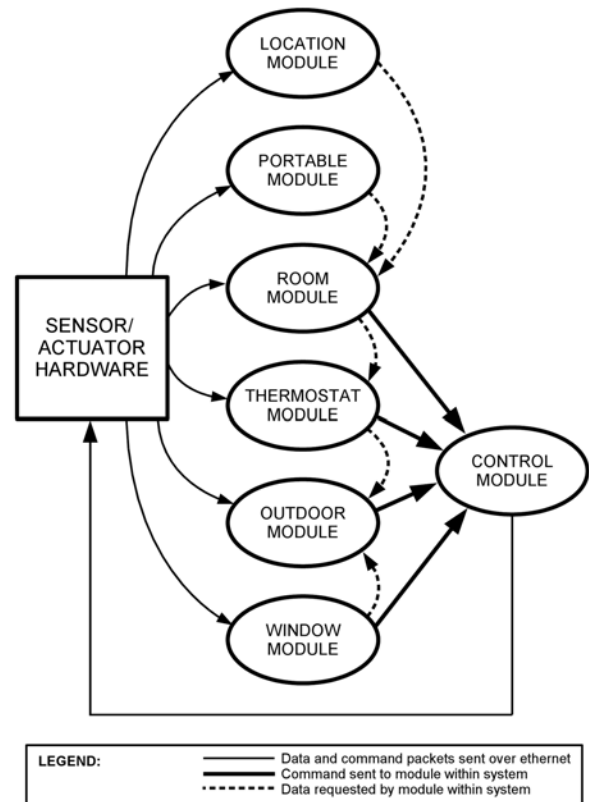 LOCATION
MODULE
PORTABLE
MODULE
ROOM
MODULE
SENSOR/
ACTUATOR
HARDWARE
THERMOSTAT
MODULE
CONTROL
MODULE
OUTDOOR
MODULE
WINDOW
MODULE
LEGEND:
Data and command packets sent over ethernet
Command sent to module within system
Data requested by module within system